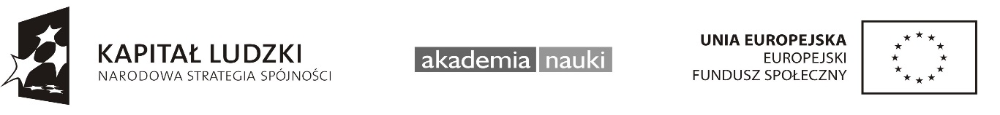 KAPITAŁ LUDZKI
NARODOWA STRATEGIA SPÓJNOŚCI
akademia nauki
UNIA EUROPEJSKA
EUROPEJSKI
FUNDUSZ SPOŁECZNY